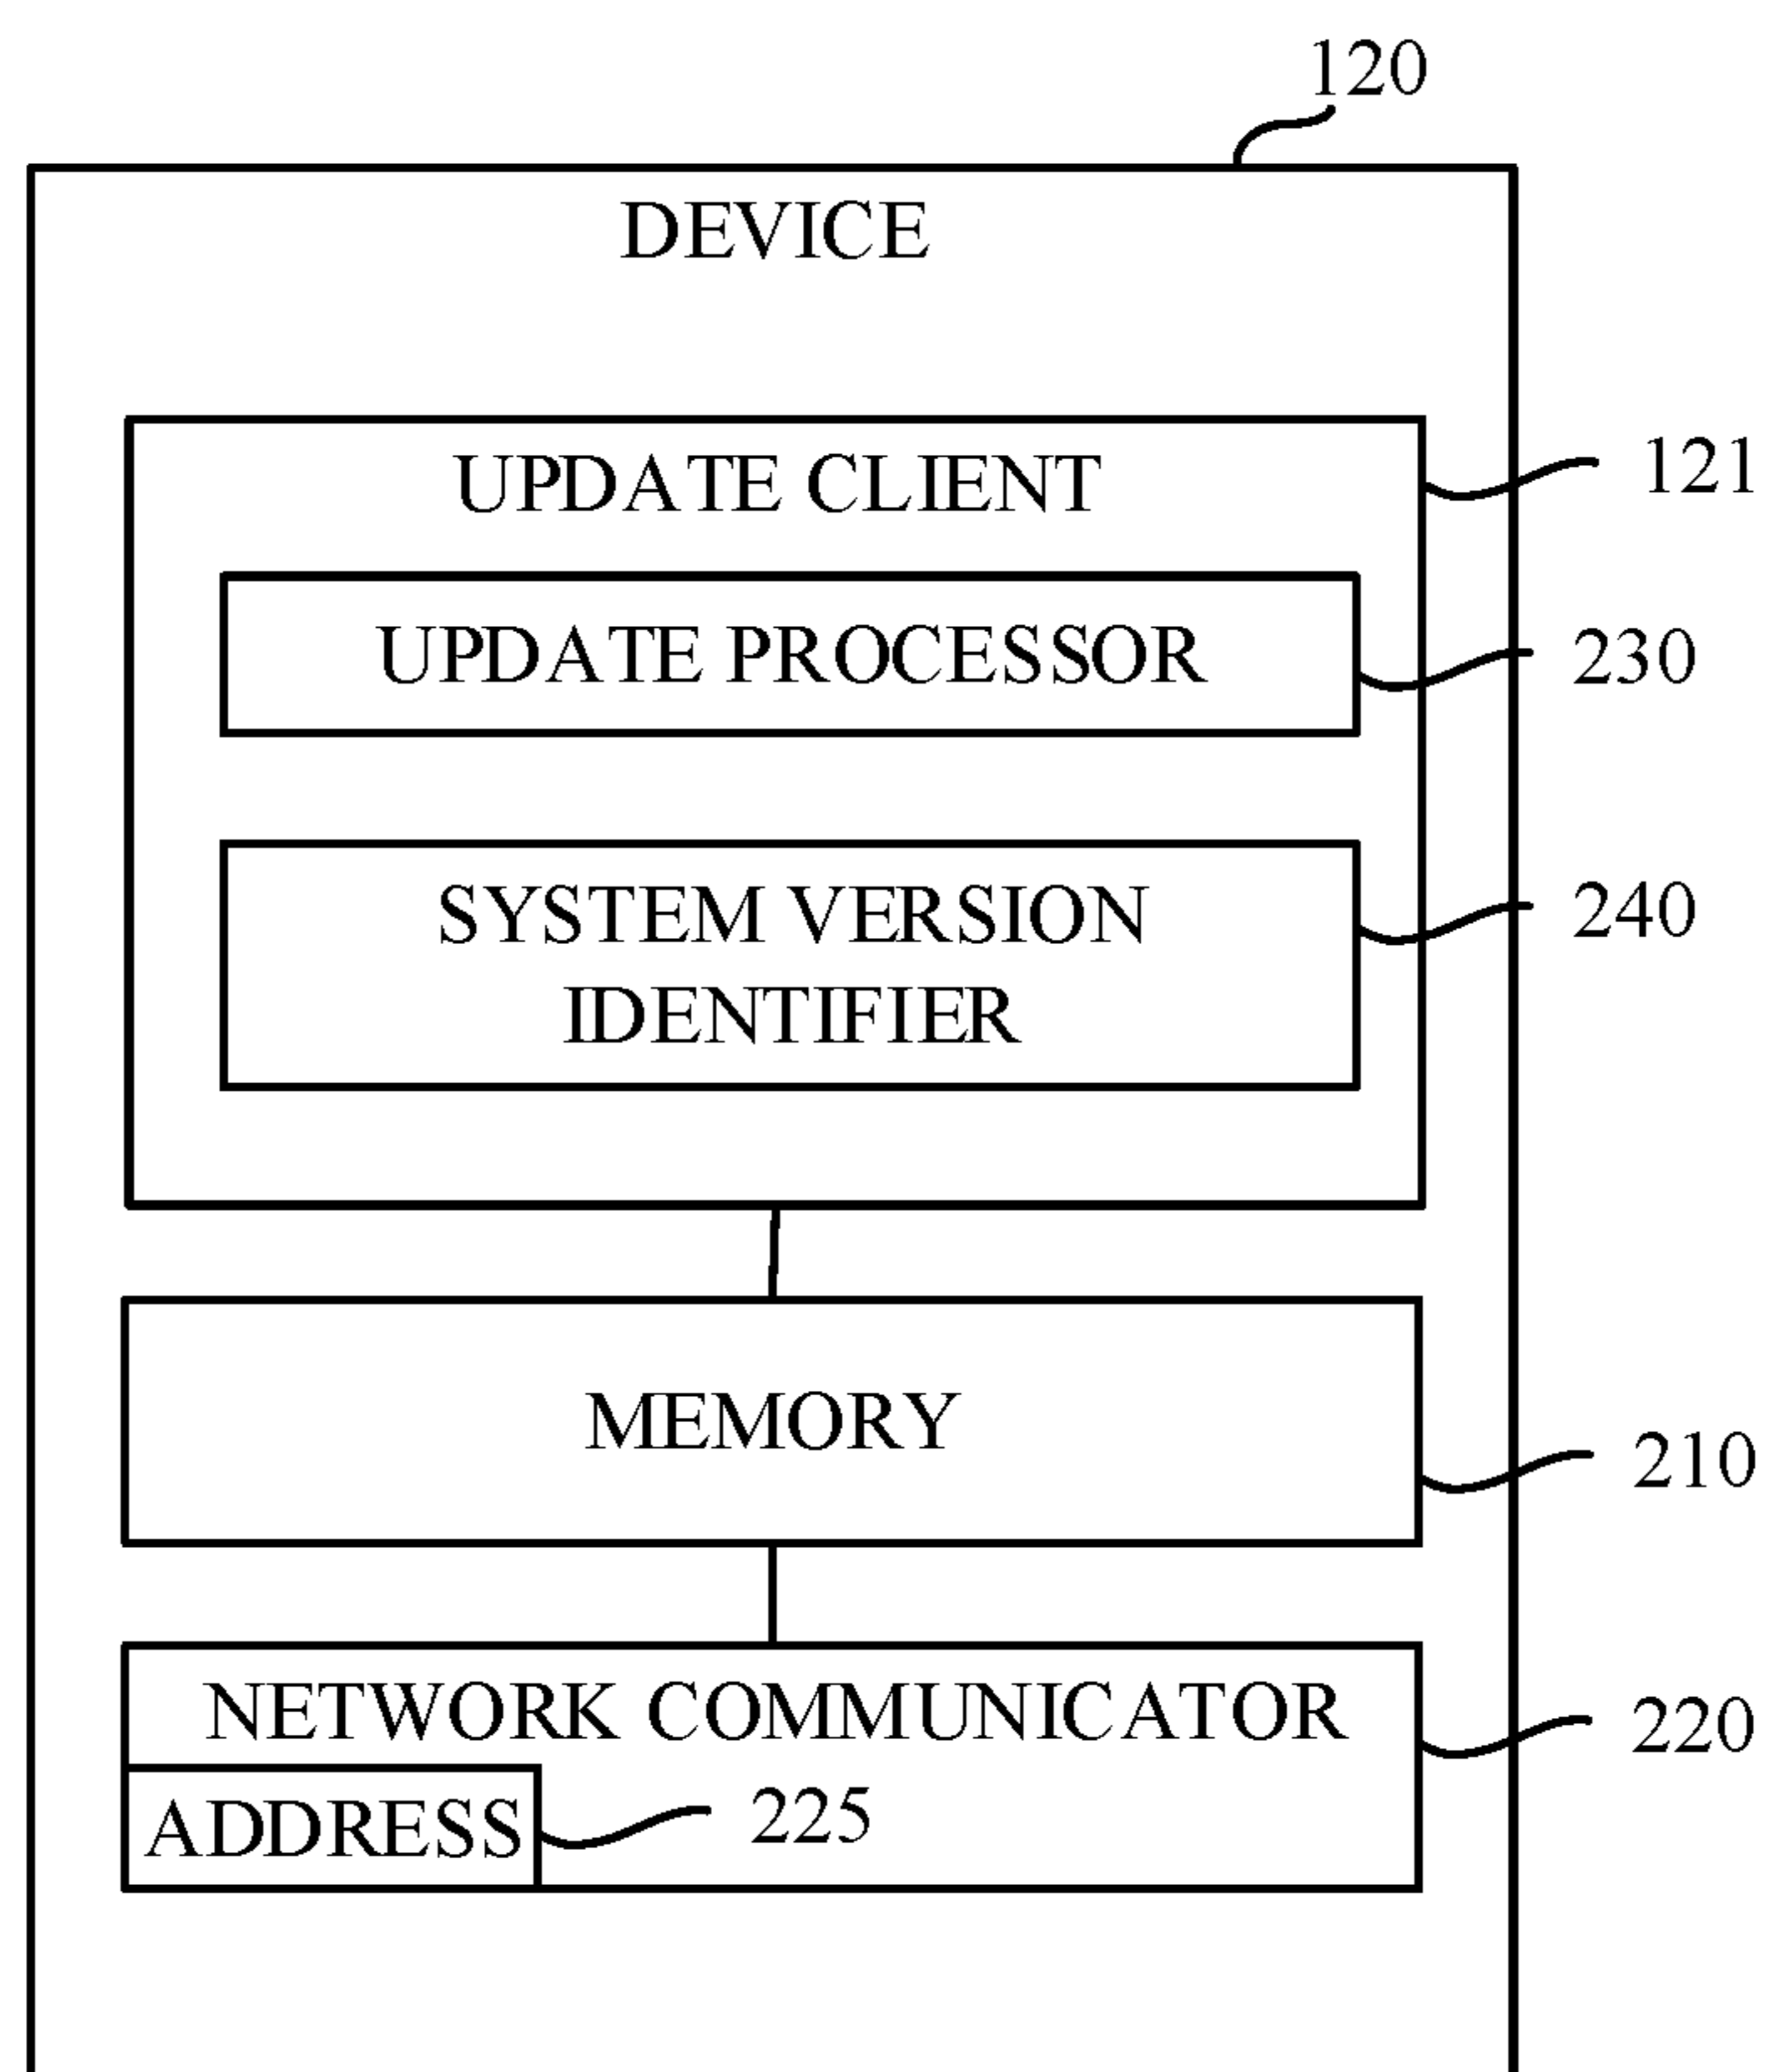 120
DEVICE
UPDATE CLIENT
121
UPDATE PROCESSOR
230
SYSTEM VERSION
IDENTIFIER
240
MEMORY
210
NETWORK COMMUNICATOR
220
ADDRESS
225